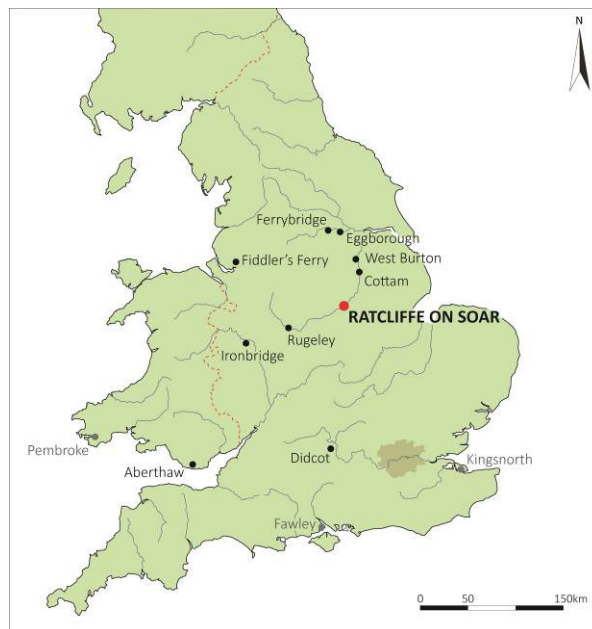 N
Ferrybridge
Eggborough
Fiddler's Ferry
West Burton
Cottam
RATCLIFFE ON SOAR
Rugeley
Ironbridge
Pembroke
Aberthaw
Didcot
Kingsnorth
Fawley
0 50 150km